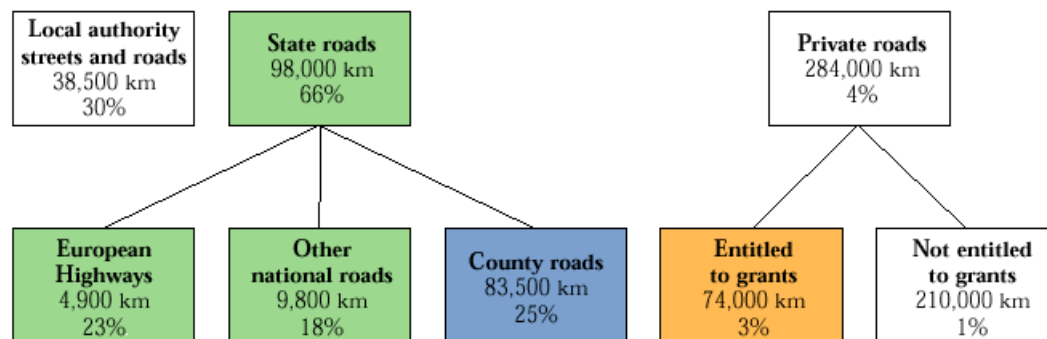 Local authority
streets and roads
38,500 km
30%
State roads
98,000 km
66%
Private roads
284,000 km
4%
European
Highways
4,900 km
23%
Other
national roads
9,800 km
18%
County roads
83,500 km
25%
Entitled
to grants
74,000 km
3%
Not entitled
to grants
210,000 km
1%